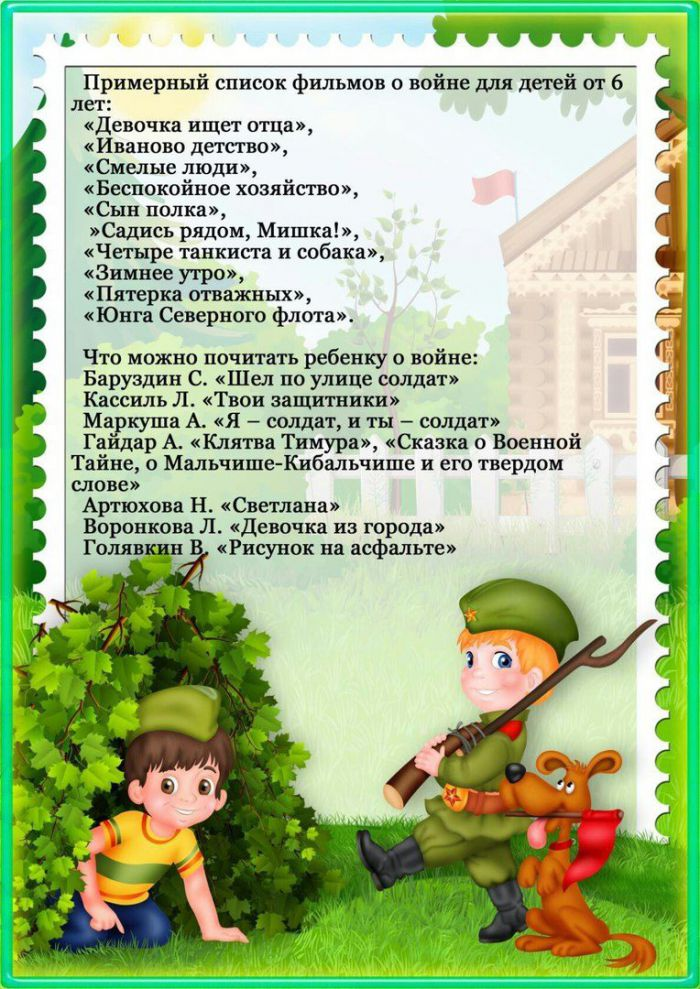 Примерный список фильмов о войне для детей от 6
лет:
«Девочка ищет отца»,
«Иваново детство»,
«Смелые люди»,
«Беспокойное хозяйство»,
«Сын полка»,
»Садись рядом, Мишка!»,
«Четыре танкиста и собака»,
«Зимнее утро»,
«Пятерка отважных»,
«Юнга Северного флота».
Что можно почитать ребенку о войне:
Баруздин С. «Шел по улице солдат»
Кассиль Л. «Твои защитники»
Маркуша А. «Я – солдат, и ты – солдат»
Гайдар А. «Клятва Тимура», «Сказка о Военной
Тайне, о Мальчише-Кибальчише и его твердом
слове»
Артюхова Н. «Светлана»
Воронкова Л. «Девочка из города»
Голявкин В. «Рисунок на асфальте»